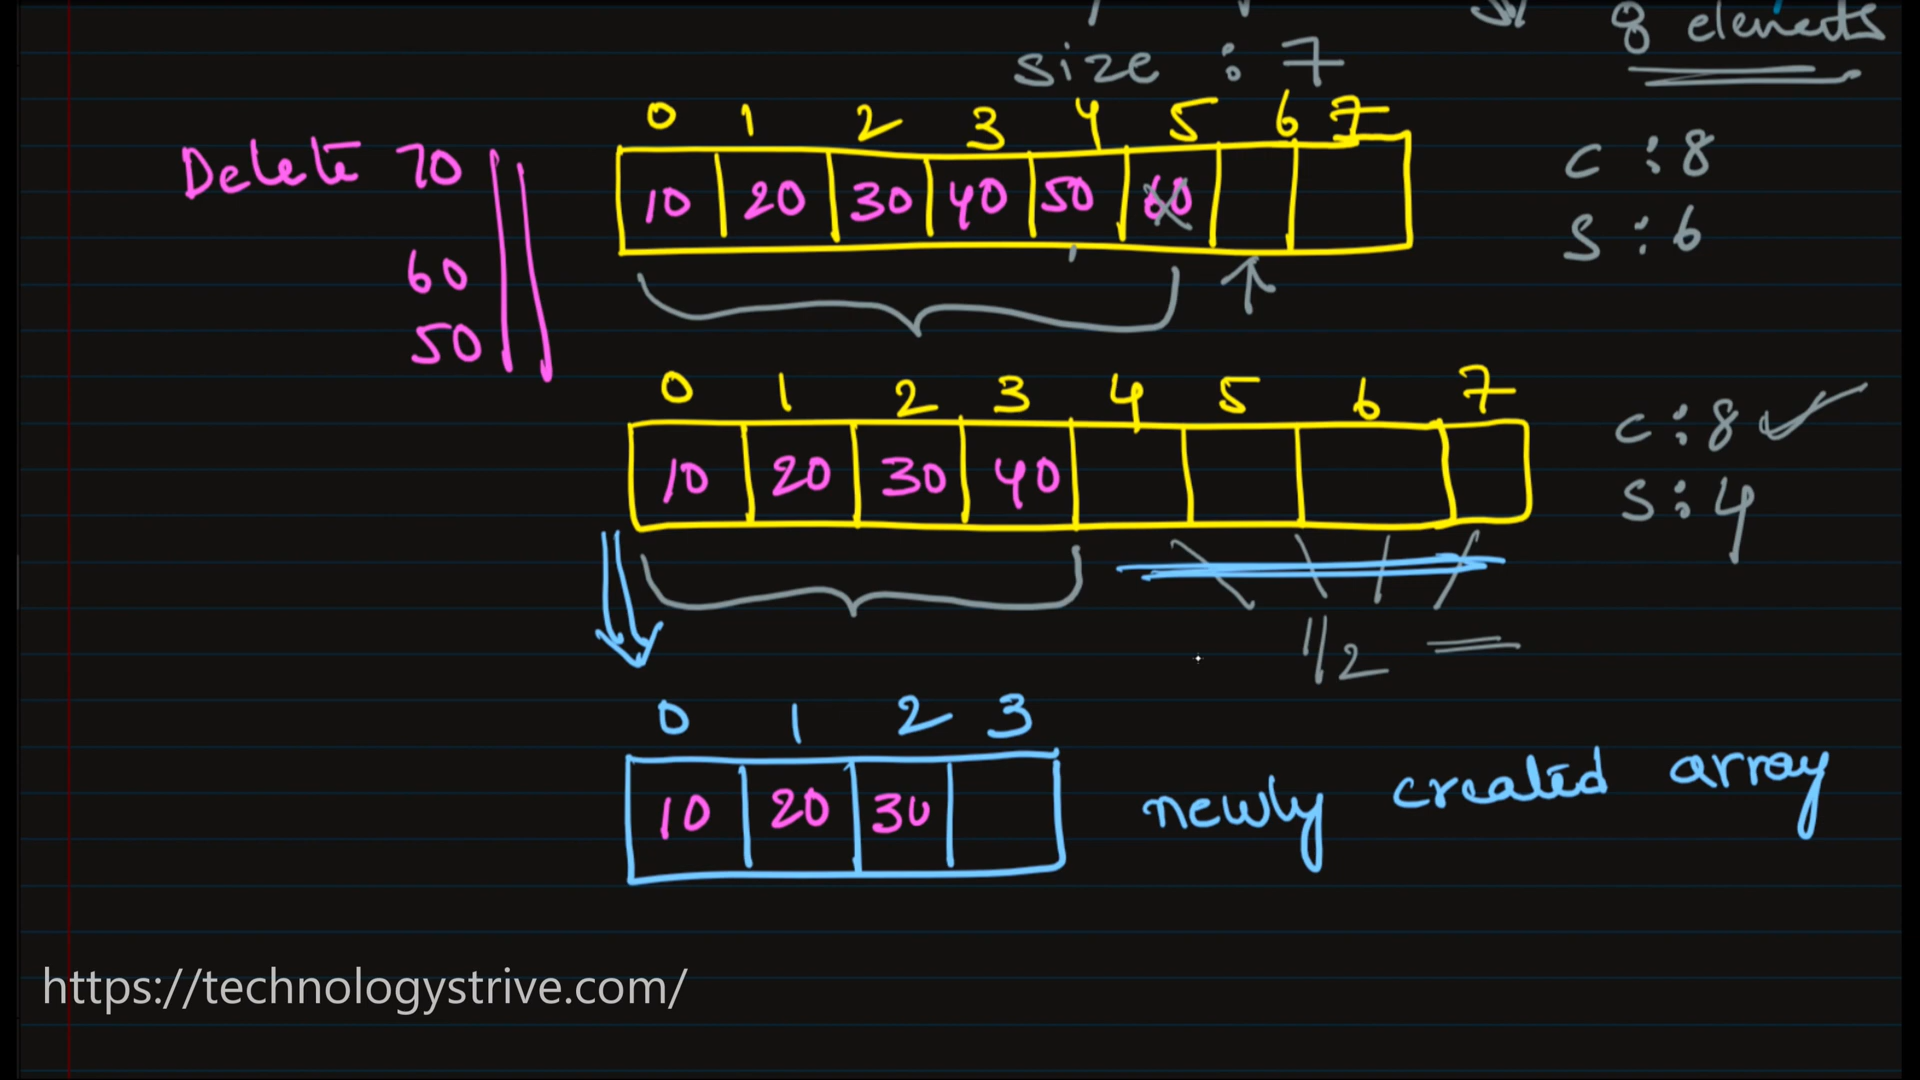 8 elements
size : 7
0 1 2 3 4 5 6 7
Delete 70
10 20 30 40 50 60
c : 8
s : 6
60
50
0 1 2 3 4 5 6 7
10 20 30 40
c : 8
s : 4
1/2
0 1 2 3
10 20 30
newly created array
https://technologystrive.com/